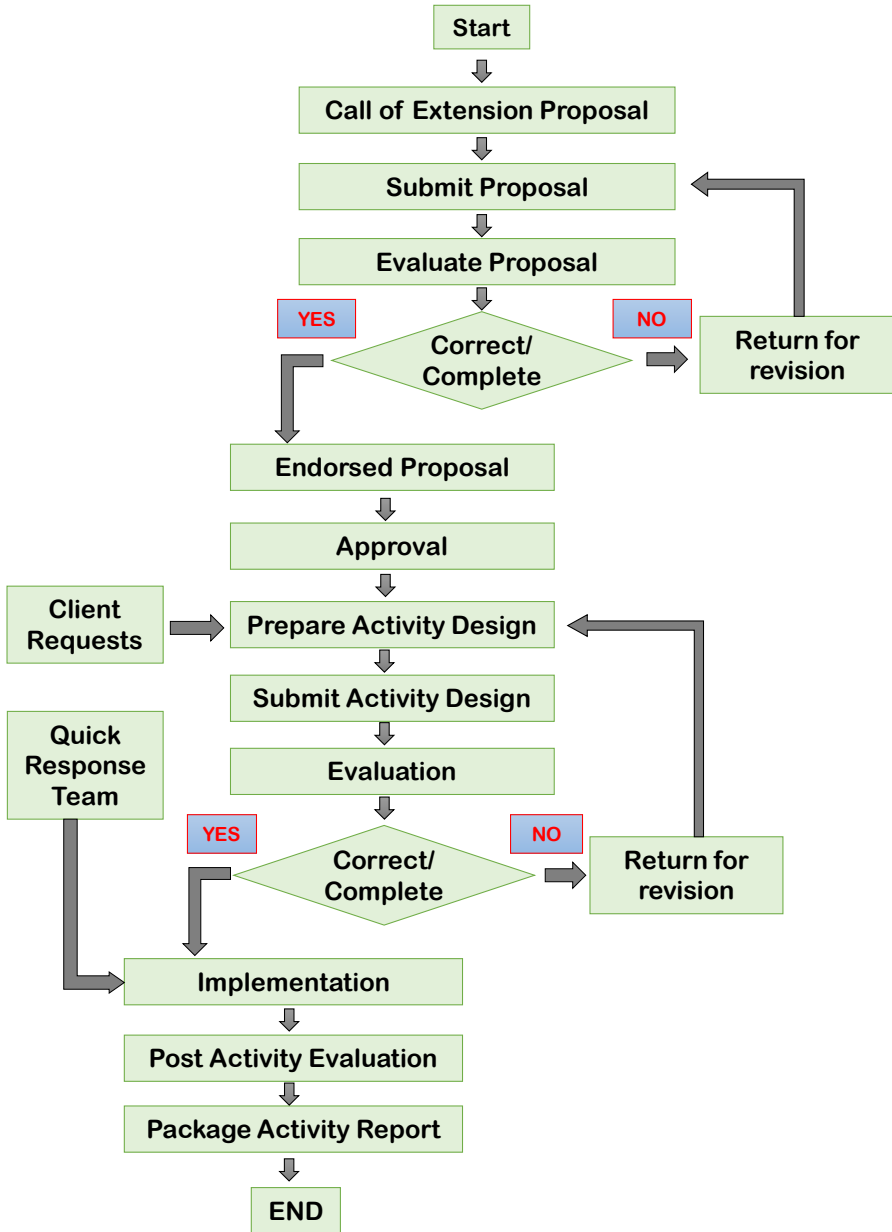 Start
Call of Extension Proposal
Submit Proposal
Evaluate Proposal
YES
NO
Correct/
Complete
Return for
revision
Endorsed Proposal
Approval
Client
Requests
Prepare Activity Design
Submit Activity Design
Quick
Response
Team
Evaluation
YES
NO
Correct/
Complete
Return for
revision
Implementation
Post Activity Evaluation
Package Activity Report
END